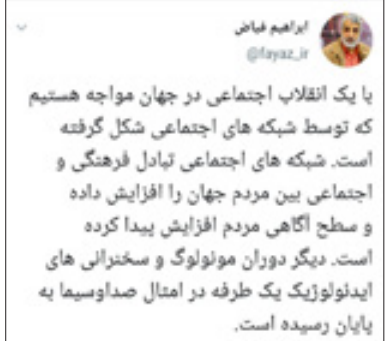 ابراهیم فیاض
@fayaz_ir
با یک انقلاب اجتماعی در جهان مواجه هستیم
که توسط شبکه های اجتماعی شکل گرفته
است. شبکه های اجتماعی تبادل فرهنگی و
اجتماعی بین مردم جهان را افزایش داده
و سطح آگاهی مردم افزایش پیدا کرده
است. دیگر دوران مونولوگ و سخنرانی های
ایدئولوژیک یک طرفه در امثال صداوسیما به
پایان رسیده است.